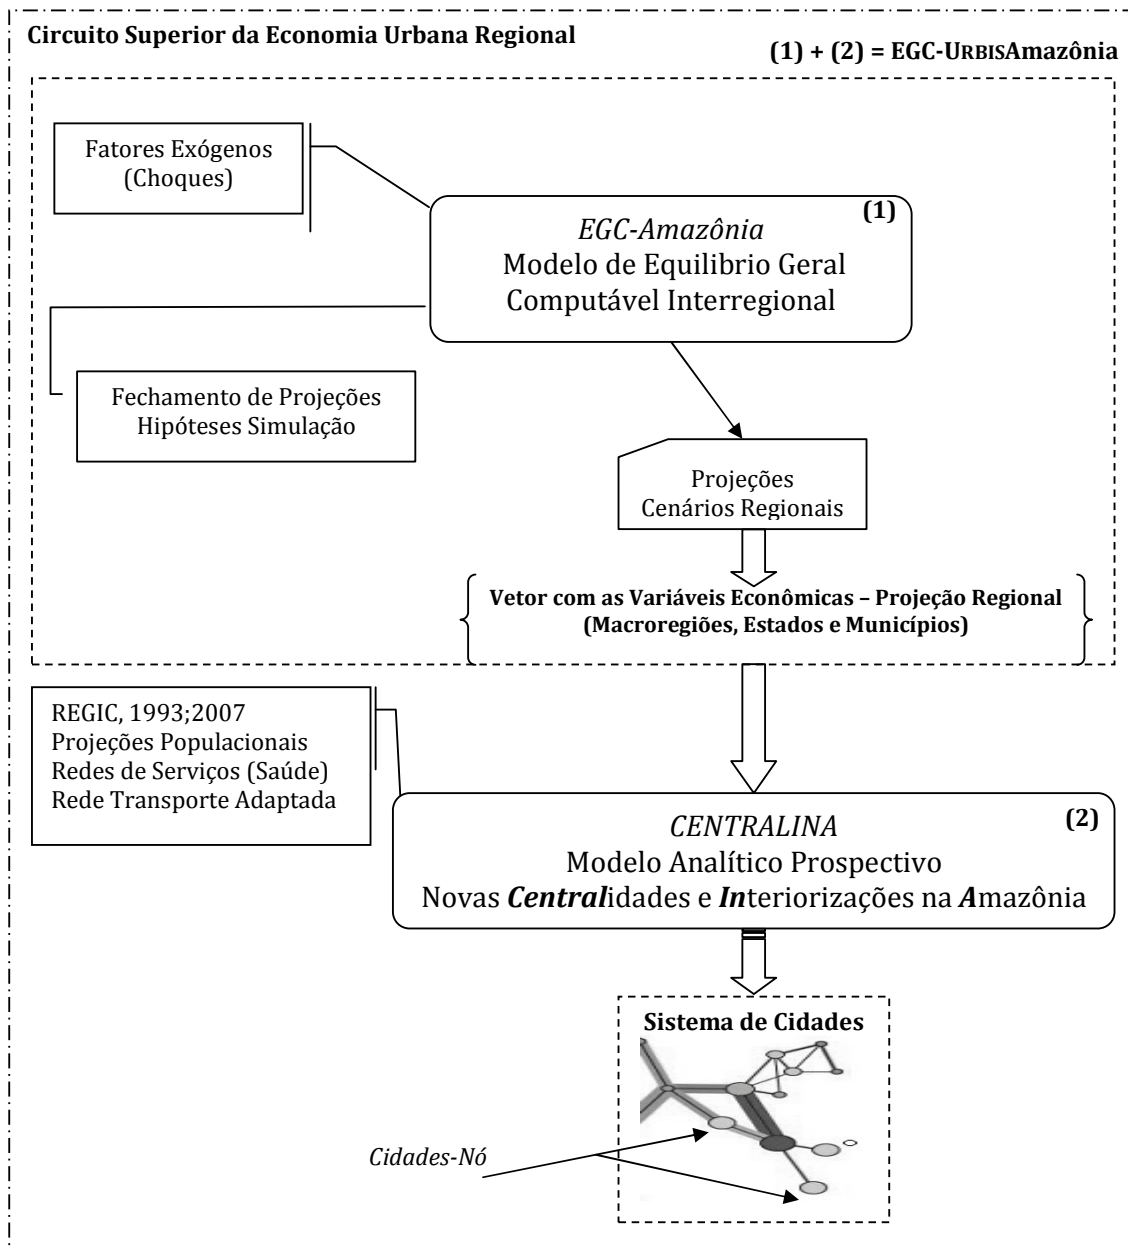 Circuito Superior da Economia Urbana Regional
(1) + (2) = EGC-URBISAmazônia
Fatores Exógenos
(Choques)
(1)
EGC-Amazônia
Modelo de Equilibrio Geral
Computável Interregional
Fechamento de Projeções
Hipóteses Simulação
Projeções
Cenários Regionais
Vetor com as Variáveis Econômicas – Projeção Regional
(Macroregiões, Estados e Municípios)
REGIC, 1993;2007
Projeções Populacionais
Redes de Serviços (Saúde)
Rede Transporte Adaptada
(2)
CENTRALINA
Modelo Analítico Prospectivo
Novas Centralidades e Interiorizações na Amazônia
Sistema de Cidades
Cidades-Nó